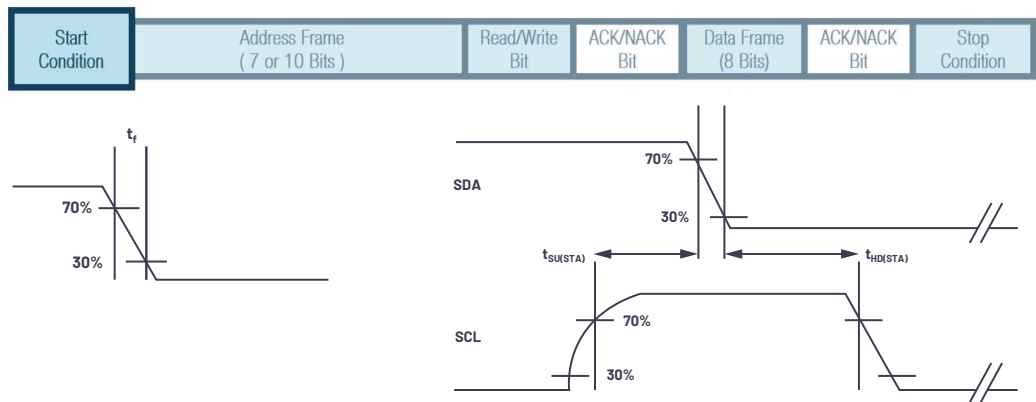 Start
Condition
Address Frame
( 7 or 10 Bits )
Read/Write
Bit
ACK/NACK
Bit
Data Frame
(8 Bits)
ACK/NACK
Bit
Stop
Condition
tf
70%
30%
SDA
70%
30%
tSU(STA)
tHD(STA)
SCL
70%
30%